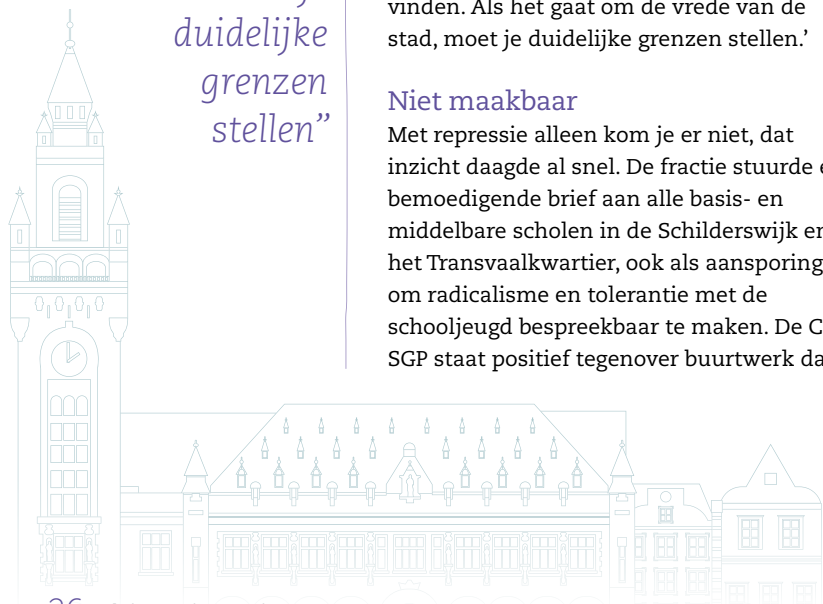 duidelijke
grenzen
stellen”
vinden. Als het gaat om de vrede van de
stad, moet je duidelijke grenzen stellen.’
Niet maakbaar
Met repressie alleen kom je er niet, dat
inzicht daagde al snel. De fractie stuurde
bemoedigende brief aan alle basis- en
middelbare scholen in de Schilderswijk
het Transvaalkwartier, ook als aansporing
om radicalisme en tolerantie met de
schooljeugd bespreekbaar te maken. De
SGP staat positief tegenover buurtwerk